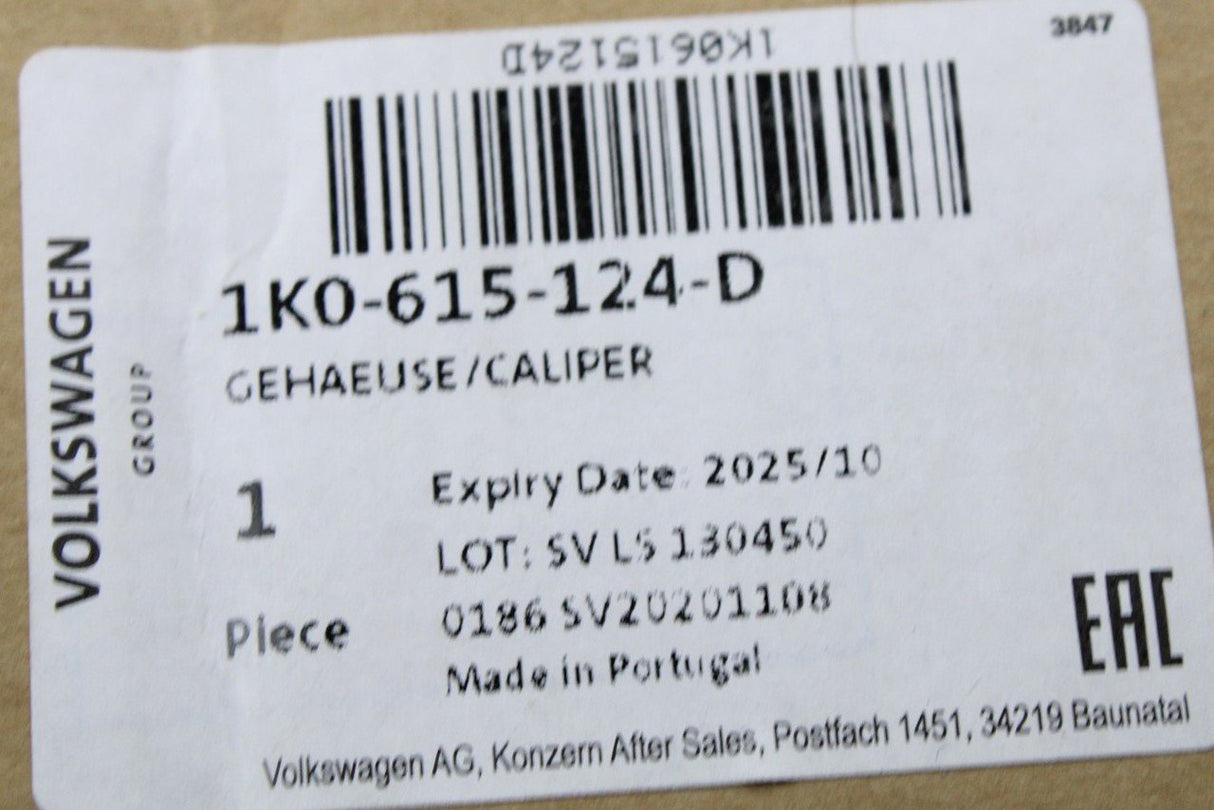 3847
1K0615124D
1K0-615-124-D
GEHAEUSE/CALIPER
VOLKSWAGEN
GROUP
1
Piece
Expiry Date: 2025/10
LOT: SV LS 130450
0186 SV20201108
Made in Portugal
EAC
Volkswagen AG, Konzern After Sales, Postfach 1451, 34219 Baunatal